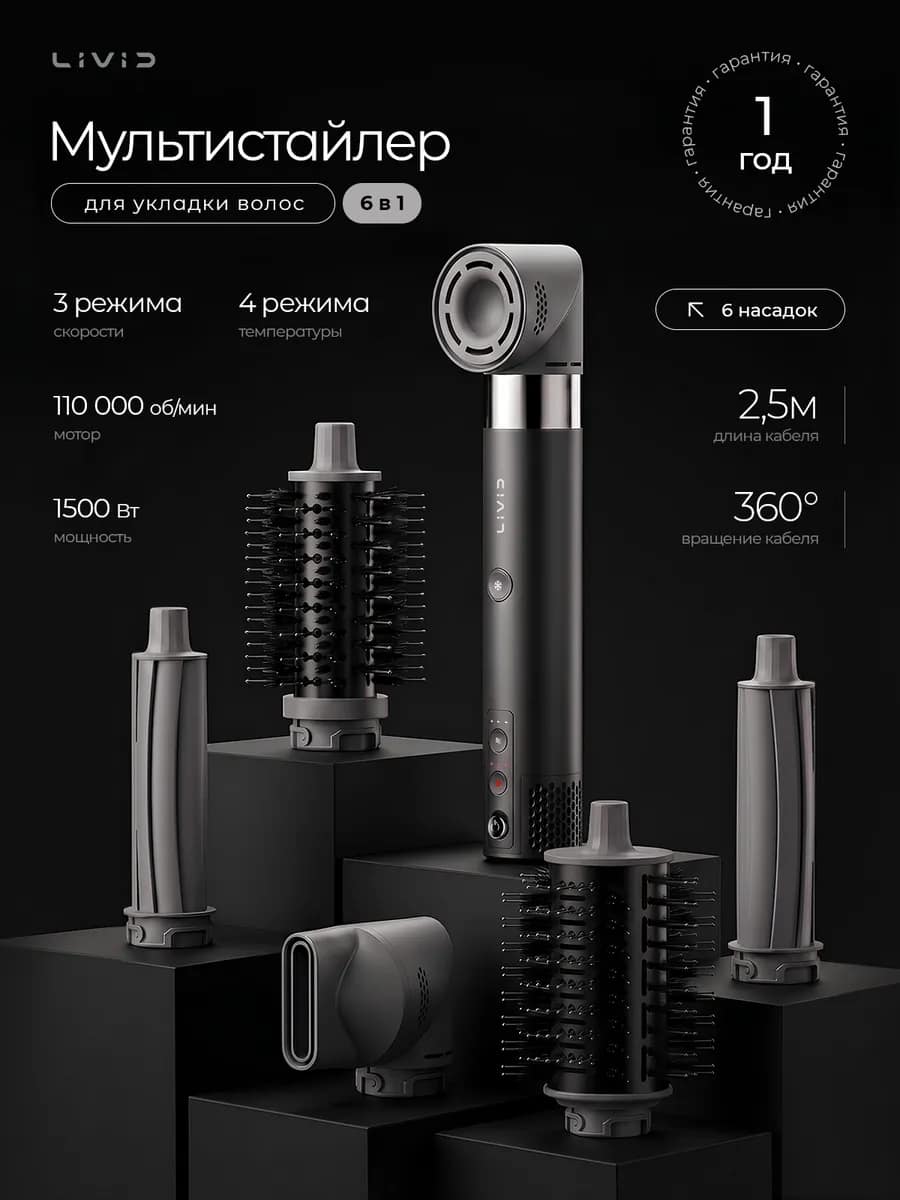 LIVID
Мультистайлер
для укладки волос
6 в 1
гарантия · гарантия · гарантия · гарантия · гарантия ·
1
год
3 режима
скорости
4 режима
температуры
6 насадок
110 000 об/мин
мотор
2,5м
длина кабеля
1500 Вт
мощность
360°
вращение кабеля
LIVID